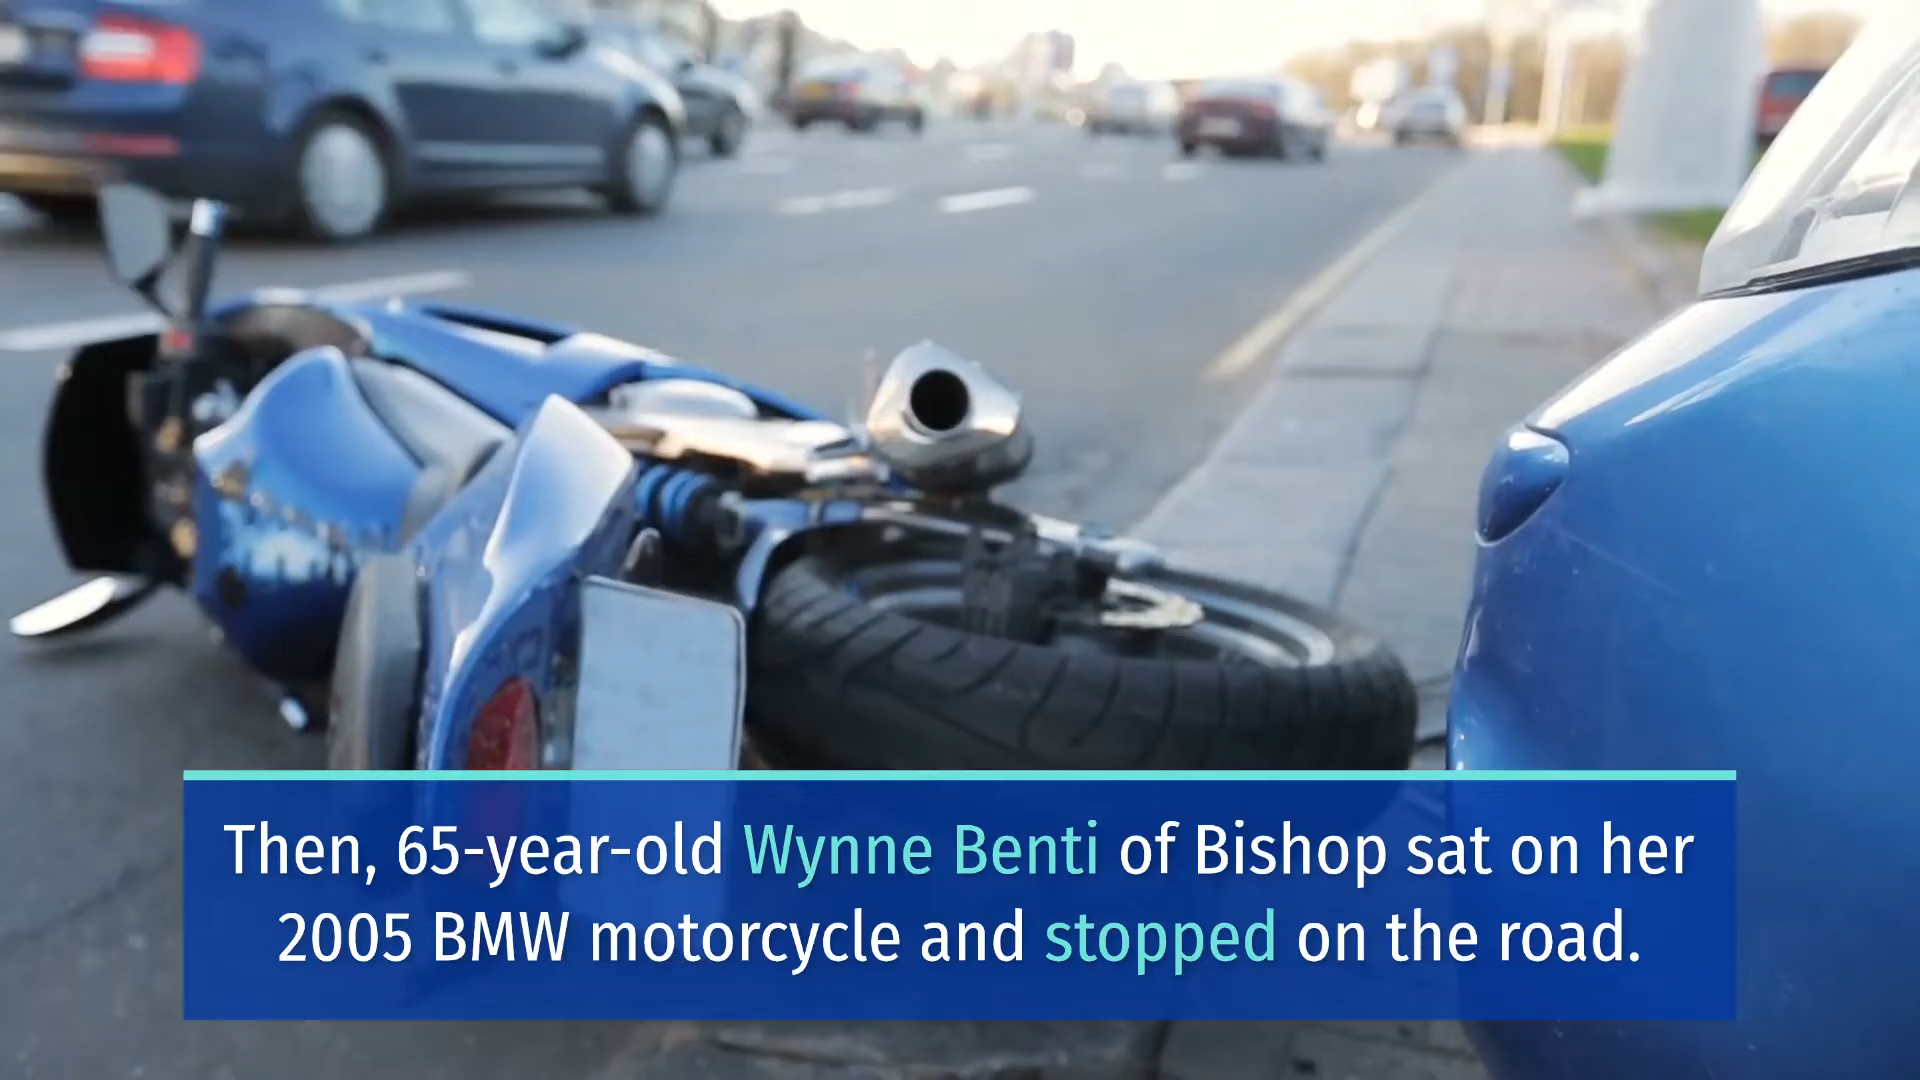 Then, 65-year-old Wynne Benti of Bishop sat on her
2005 BMW motorcycle and stopped on the road.